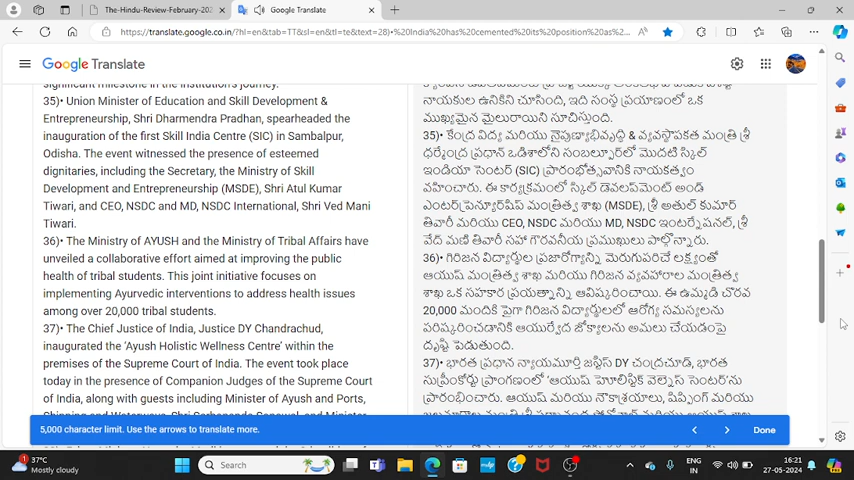 The-Hindu-Review-February-202
Google Translate
https://translate.google.co.in/?hl=en&tab=TT&sl=en&tl=te&text=28)•%20India%20has%20cemented%20its%20position%20as%2...
Google Translate
significant milestone in the institution's journey.
35)• Union Minister of Education and Skill Development &
Entrepreneurship, Shri Dharmendra Pradhan, spearheaded the
inauguration of the first Skill India Centre (SIC) in Sambalpur,
Odisha. The event witnessed the presence of esteemed
dignitaries, including the Secretary, the Ministry of Skill
Development and Entrepreneurship (MSDE), Shri Atul Kumar
Tiwari, and CEO, NSDC and MD, NSDC International, Shri Ved Mani
Tiwari.
36)• The Ministry of AYUSH and the Ministry of Tribal Affairs have
unveiled a collaborative effort aimed at improving the public
health of tribal students. This joint initiative focuses on
implementing Ayurvedic interventions to address health issues
among over 20,000 tribal students.
37)• The Chief Justice of India, Justice DY Chandrachud,
inaugurated the 'Ayush Holistic Wellness Centre' within the
premises of the Supreme Court of India. The event took place
today in the presence of Companion Judges of the Supreme Court
of India, along with guests including Minister of Ayush and Ports,
Shipping and Waterways, Shri Sarbananda Sonowal, and Minister
నాయకుల ఉనికిని చూసింది, ఇది సంస్థ ప్రయాణంలో ఒక
ముఖ్యమైన మైలురాయిని సూచిస్తుంది.
35)• కేంద్ర విద్య మరియు నైపుణ్యాభివృద్ధి & వ్యవస్థాపకత మంత్రి శ్రీ
ధర్మేంద్ర ప్రధాన్ ఒడిశాలోని సంబల్పూర్‌లో మొదటి స్కిల్
ఇండియా సెంటర్ (SIC) ప్రారంభోత్సవానికి నాయకత్వం
వహించారు. ఈ కార్యక్రమంలో స్కిల్ డెవలప్‌మెంట్ అండ్
ఎంటర్‌ప్రెన్యూర్‌షిప్ మంత్రిత్వ శాఖ (MSDE), శ్రీ అతుల్ కుమార్
తివారీ మరియు CEO, NSDC మరియు MD, NSDC ఇంటర్నేషనల్, శ్రీ
వేద్ మణి తివారీ సహా గౌరవనీయ ప్రముఖులు పాల్గొన్నారు.
36)• గిరిజన విద్యార్థుల ప్రజారోగ్యాన్ని మెరుగుపరిచే లక్ష్యంతో
ఆయుష్ మంత్రిత్వ శాఖ మరియు గిరిజన వ్యవహారాల మంత్రిత్వ
శాఖ ఒక సహకార ప్రయత్నాన్ని ఆవిష్కరించాయి. ఈ ఉమ్మడి చొరవ
20,000 మందికి పైగా గిరిజన విద్యార్థులలో ఆరోగ్య సమస్యలను
పరిష్కరించడానికి ఆయుర్వేద జోక్యాలను అమలు చేయడంపై
దృష్టి పెడుతుంది.
37)• భారత ప్రధాన న్యాయమూర్తి జస్టిస్ DY చంద్రచూడ్, భారత
సుప్రీంకోర్టు ప్రాంగణంలో 'ఆయుష్ హోలిస్టిక్ వెల్నెస్ సెంటర్'ను
ప్రారంభించారు. ఆయుష్ మరియు నౌకాశ్రయాలు, షిప్పింగ్ మరియు
5,000 character limit. Use the arrows to translate more.
Done
37°C
Mostly cloudy
Search
ENG
IN
16:21
27-05-2024